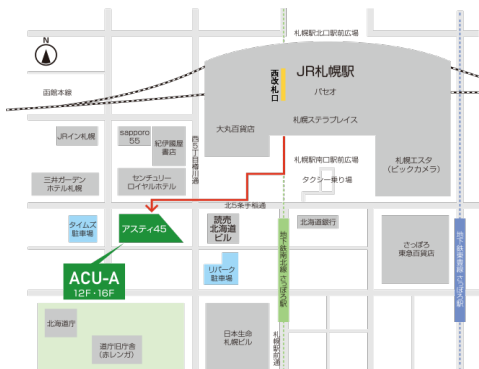 札幌駅北口駅前広場
N
JR札幌駅
西改札口
パセオ
函館本線
札幌ステラプレイス
大丸百貨店
JRイン札幌
sapporo
55
紀伊國屋
書店
西5丁目樽川通
札幌駅南口駅前広場
札幌エスタ
(ビックカメラ)
タクシー乗り場
三井ガーデン
ホテル札幌
センチュリー
ロイヤルホテル
北5条手稲通
タイムズ
駐車場
アスティ45
読売
北海道
ビル
北海道銀行
地下鉄南北線 さっぽろ駅
地下鉄東豊線 さっぽろ駅
さっぽろ
東急百貨店
ACU-A
12F・16F
リパーク
駐車場
北海道庁
道庁旧庁舎
(赤レンガ)
日本生命
札幌ビル
札幌駅前通